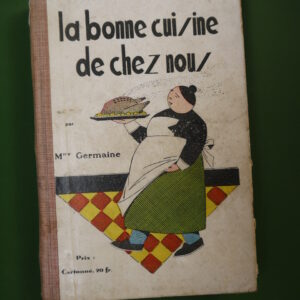 la bonne cuisine
de chez nous
par
Mme Germaine
Prix :
Cartonné, 20 fr.